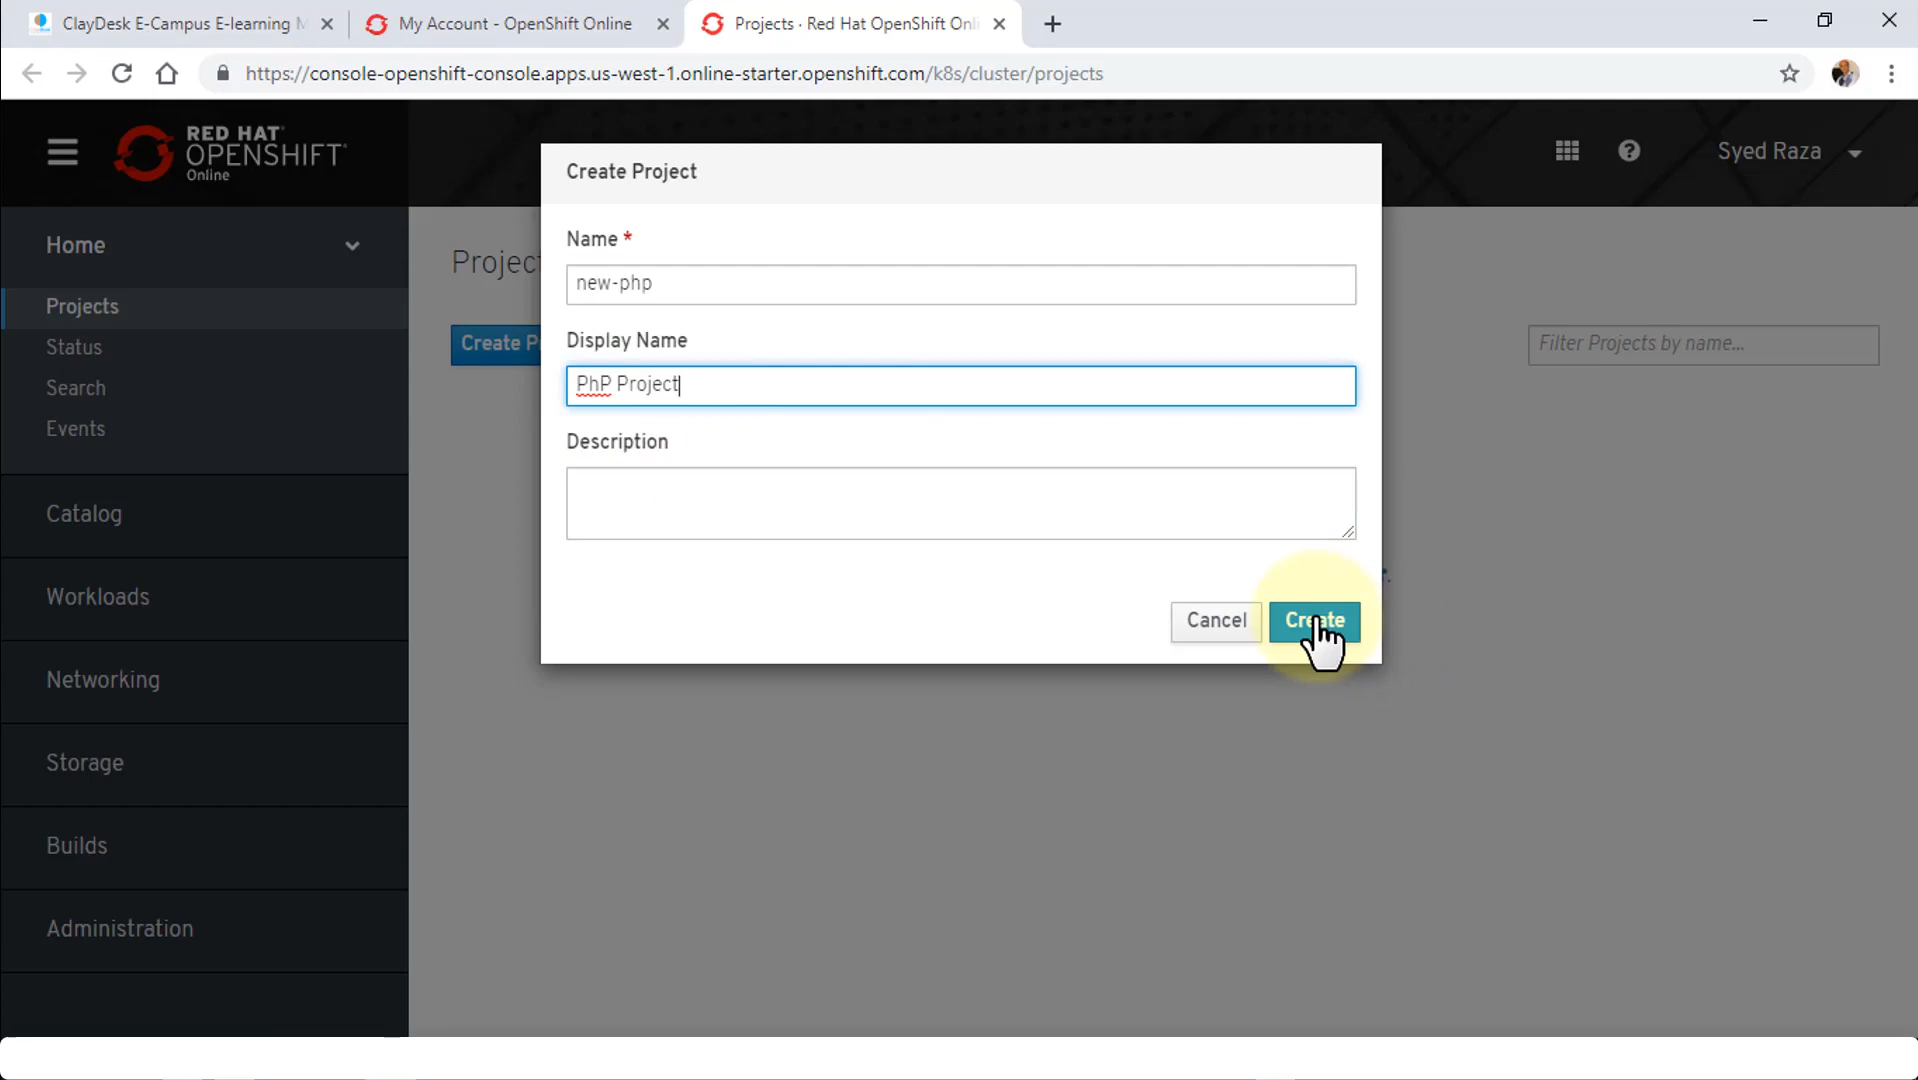 ClayDesk E-Campus E-learning
My Account - OpenShift Online
Projects · Red Hat OpenShift Onli
https://console-openshift-console.apps.us-west-1.online-starter.openshift.com/k8s/cluster/projects
RED HAT
OPENSHIFT
Online
Syed Raza
Home
Projects
Status
Search
Events
Catalog
Workloads
Networking
Storage
Builds
Administration
Project
Create P
Filter Projects by name...
Create Project
Name *
new-php
Display Name
PhP Project
Description
Cancel
Create